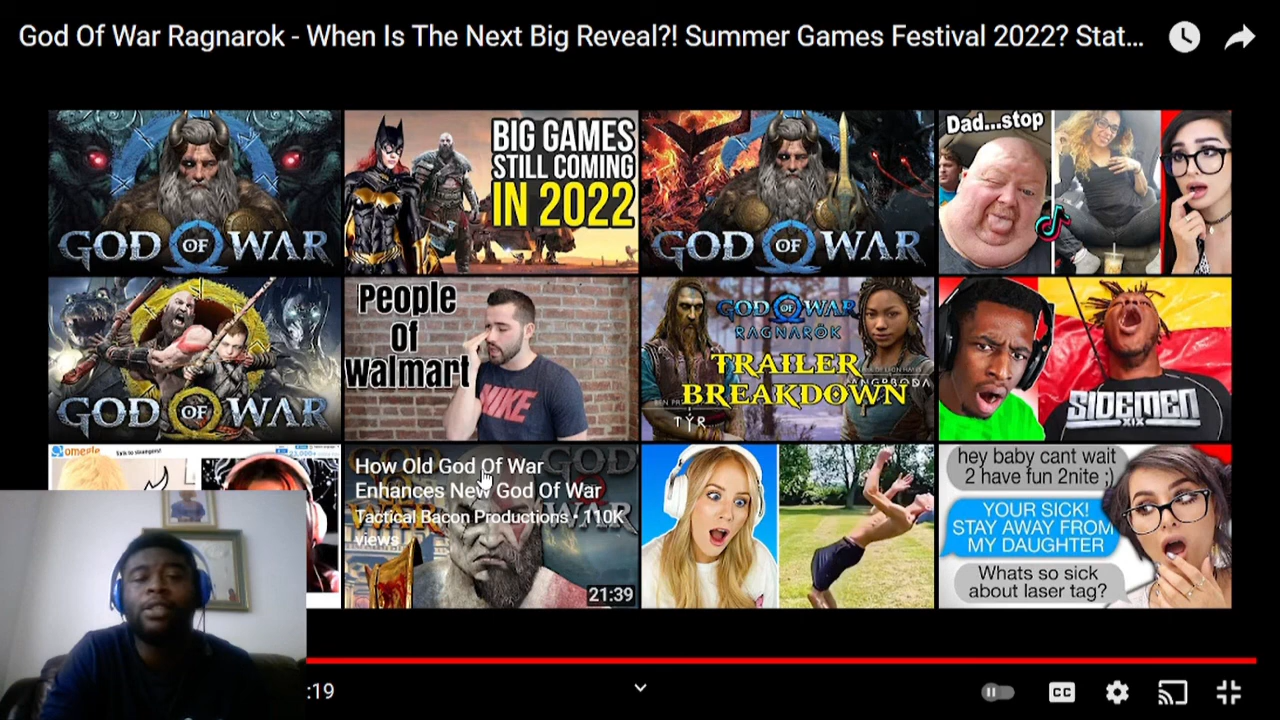 God Of War Ragnarok - When Is The Next Big Reveal?! Summer Games Festival 2022? Stat...
GOD OF WAR
BIG GAMES
STILL COMING
IN 2022
GOD OF WAR
Dad...stop
GOD OF WAR
People
Of
Walmart
NIKE
GOD OF WAR
RAGNARÖK
TRAILER
BREAKDOWN
ANGRBODA
TÝR
SIDEMEN
XIX
omegle
talk to strangers!
How Old God Of War
Enhances New God Of War
Tactical Bacon Productions · 110K
views
21:39
hey baby cant wait
2 have fun 2nite ;)
YOUR SICK!
STAY AWAY FROM
MY DAUGHTER
Whats so sick
about laser tag?
:19
CC